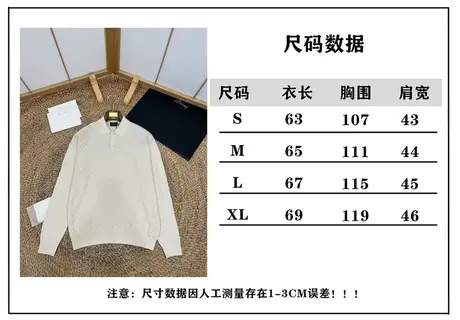 尺码数据
尺码 衣长 胸围 肩宽
S 63 107 43
M 65 111 44
L 67 115 45
XL 69 119 46
注意：尺寸数据因人工测量存在1-3CM误差！！！